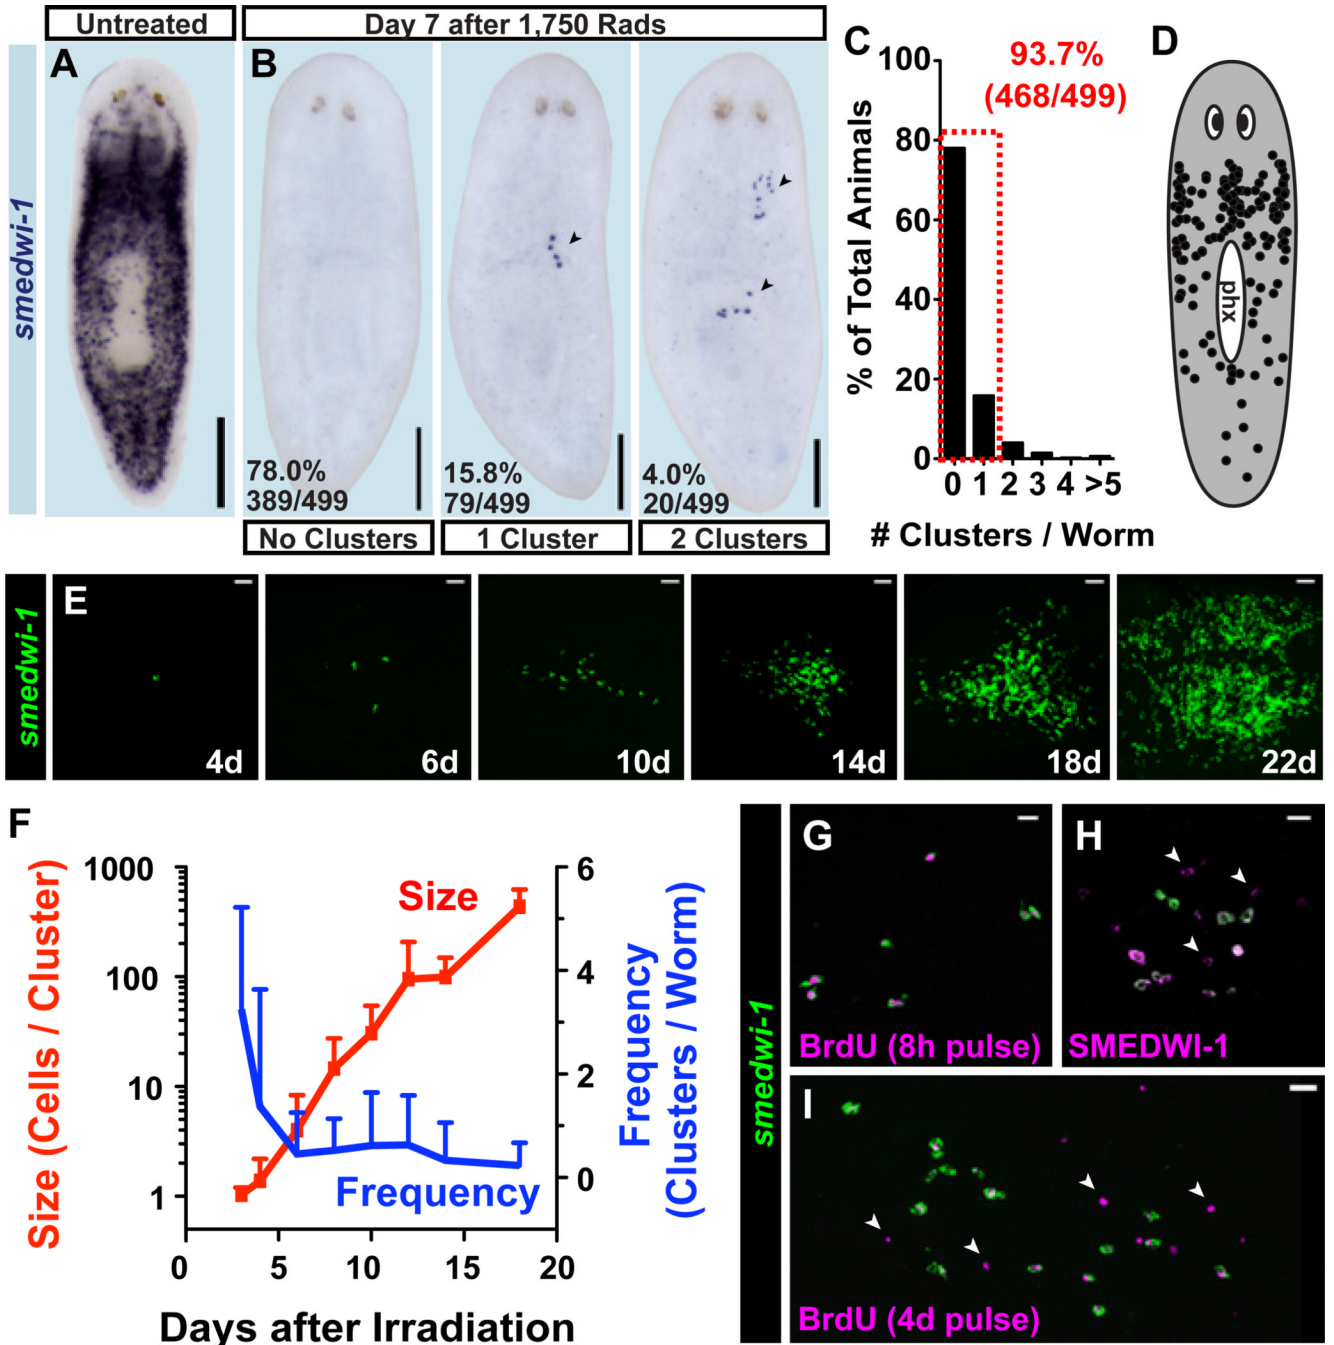 Untreated
Day 7 after 1,750 Rads
smedwi-1
A
B
78.0%
389/499
15.8%
79/499
4.0%
20/499
No Clusters
1 Cluster
2 Clusters
C
93.7%
(468/499)
% of Total Animals
100
80
60
40
20
0
0 1 2 3 4 >5
# Clusters / Worm
D
phx
smedwi-1
E
4d
6d
10d
14d
18d
22d
F
Size (Cells / Cluster)
1000
100
10
1
Size
Frequency
6
4
2
0
Frequency
(Clusters / Worm)
0 5 10 15 20
Days after Irradiation
smedwi-1
G
BrdU (8h pulse)
H
SMEDWI-1
I
BrdU (4d pulse)